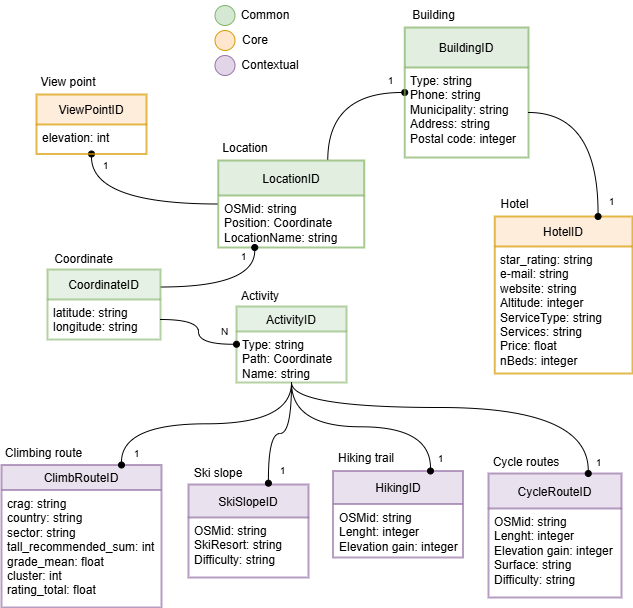 Common
Core
Contextual
Building
BuildingID
Type: string
Phone: string
Municipality: string
Address: string
Postal code: integer
1
View point
ViewPointID
elevation: int
1
Location
LocationID
OSMid: string
Position: Coordinate
LocationName: string
1
Hotel
1
HotelID
star_rating: string
e-mail: string
website: string
Altitude: integer
ServiceType: string
Services: string
Price: float
nBeds: integer
Coordinate
CoordinateID
latitude: string
longitude: string
N
Activity
ActivityID
Type: string
Path: Coordinate
Name: string
Climbing route
1
ClimbRouteID
crag: string
country: string
sector: string
tall_recommended_sum: int
grade_mean: float
cluster: int
rating_total: float
Ski slope
1
SkiSlopeID
OSMid: string
SkiResort: string
Difficulty: string
Hiking trail
1
HikingID
OSMid: string
Lenght: integer
Elevation gain: integer
Cycle routes
1
CycleRouteID
OSMid: string
Lenght: integer
Elevation gain: integer
Surface: string
Difficulty: string